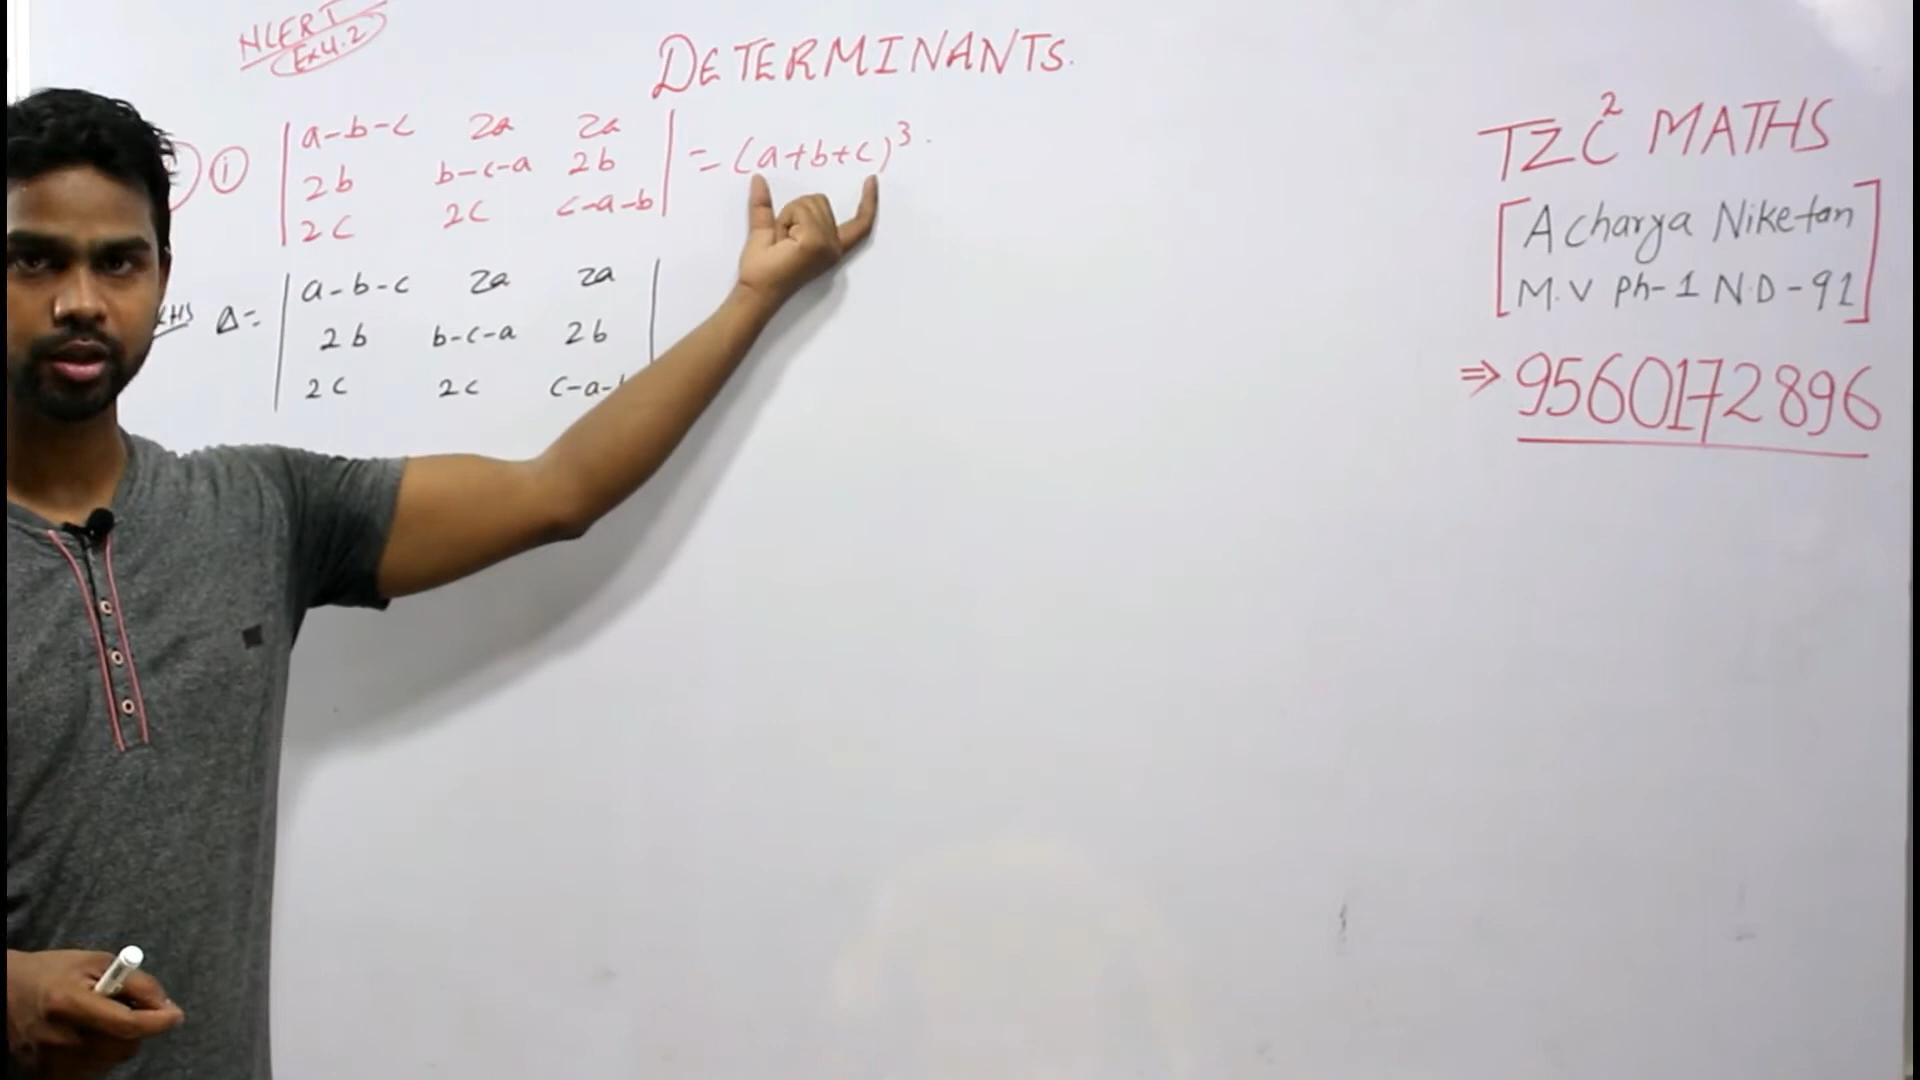 NCERT
Ex 4.2
DETERMINANTS.
i | a-b-c 2a 2a |
| 2b b-c-a 2b | = (a+b+c)³.
| 2c 2c c-a-b |
| a-b-c 2a 2a |
LHS Δ= | 2b b-c-a 2b |
| 2c 2c c-a-
TZC² MATHS
[Acharya Niketan
M.V Ph-1 N.D-91]
⇒ 9560172896